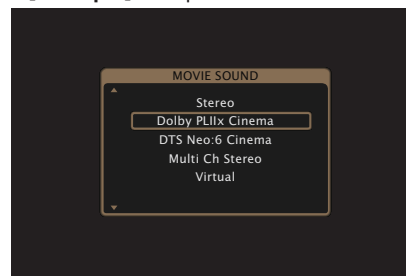 MOVIE SOUND
Stereo
Dolby PLIIx Cinema
DTS Neo:6 Cinema
Multi Ch Stereo
Virtual